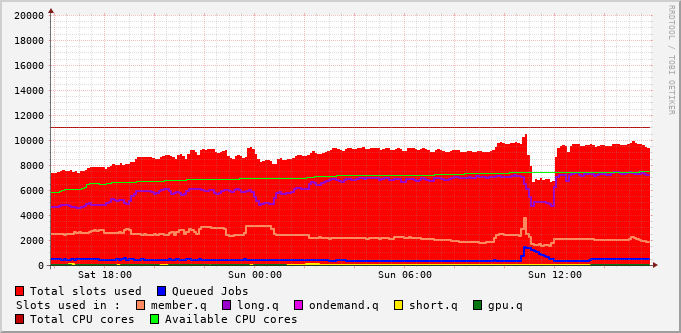 20000
18000
16000
14000
12000
10000
8000
6000
4000
2000
0
Sat 18:00 Sun 00:00 Sun 06:00 Sun 12:00
Total slots used Queued Jobs
Slots used in : member.q long.q ondemand.q short.q gpu.q
Total CPU cores Available CPU cores
RRDTOOL / TOBI OETIKER